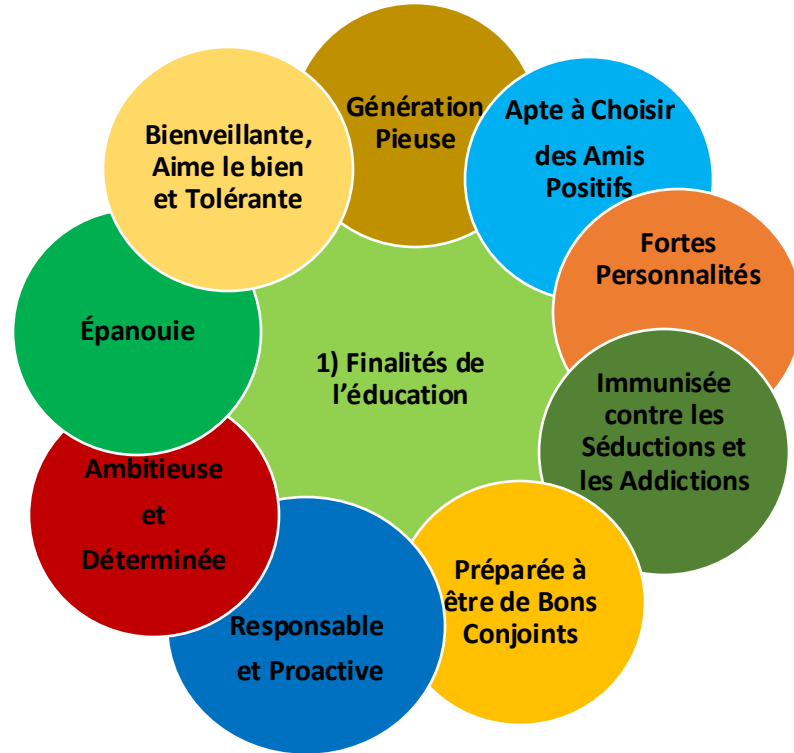 Génération
Pieuse
Apte à Choisir
des Amis
Positifs
Fortes
Personnalités
Immunisée
contre les
Séductions et
les Addictions
Préparée à
être de Bons
Conjoints
Responsable
et Proactive
Ambitieuse
et
Déterminée
Épanouie
Bienveillante,
Aime le bien
et Tolérante
1) Finalités de
l’éducation